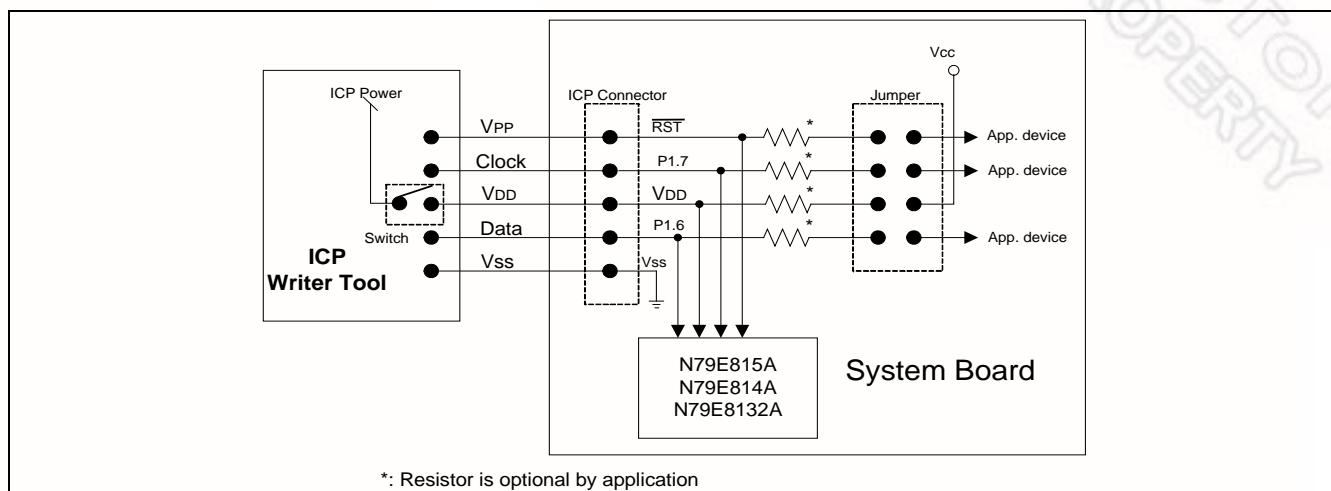 Vcc
ICP Power
ICP Connector
Jumper
VPP
RST
*
App. device
Clock
P1.7
*
App. device
VDD
VDD
*
Switch
Data
P1.6
*
App. device
ICP
Writer Tool
Vss
Vss
N79E815A
N79E814A
N79E8132A
System Board
*: Resistor is optional by application